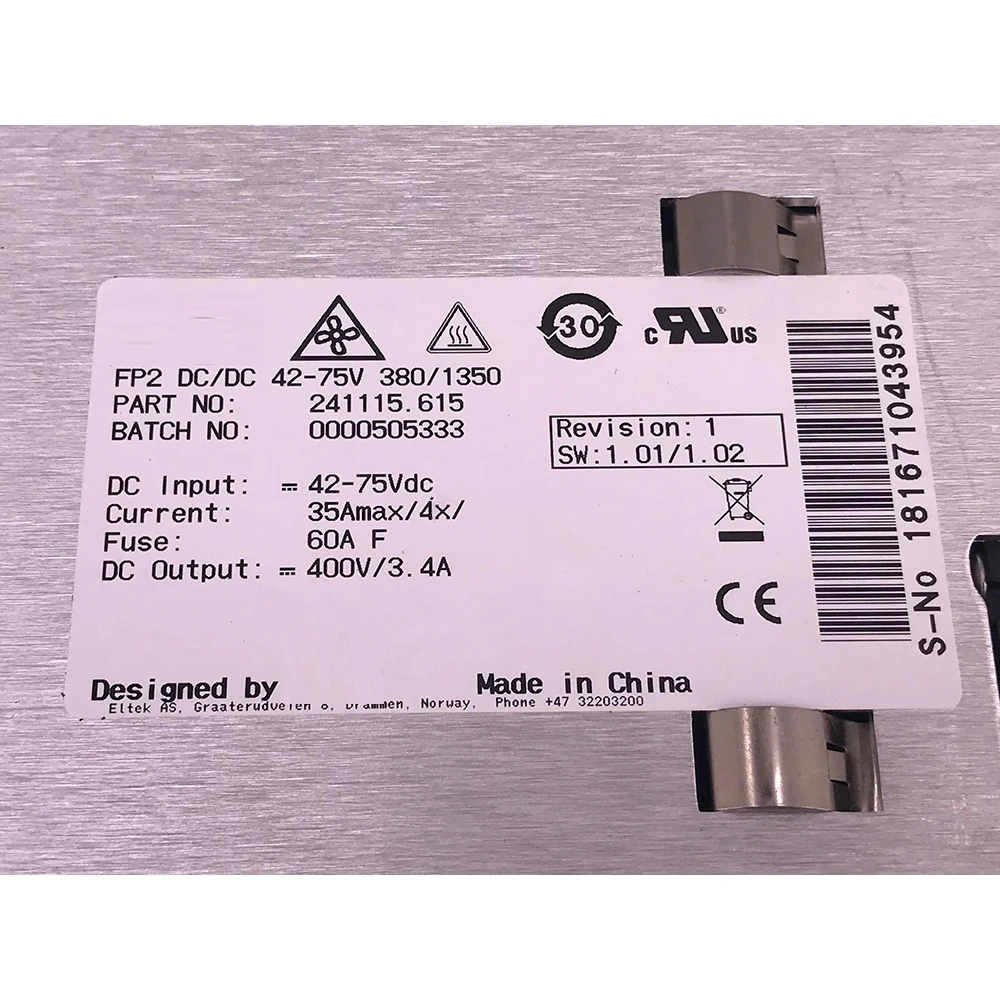 30
c RU ® US
FP2 DC/DC 42-75V 380/1350
PART NO: 241115.615
BATCH NO: 0000505333
Revision: 1
SW:1.01/1.02
DC Input: ⎓ 42-75Vdc
Current: 35Amax/4x/
Fuse: 60A F
DC Output: ⎓ 400V/3.4A
CE
S-No 181671043954
Designed by
Made in China
Eltek AS, Graaterudveien 8, Drammen, Norway, Phone +47 32203200